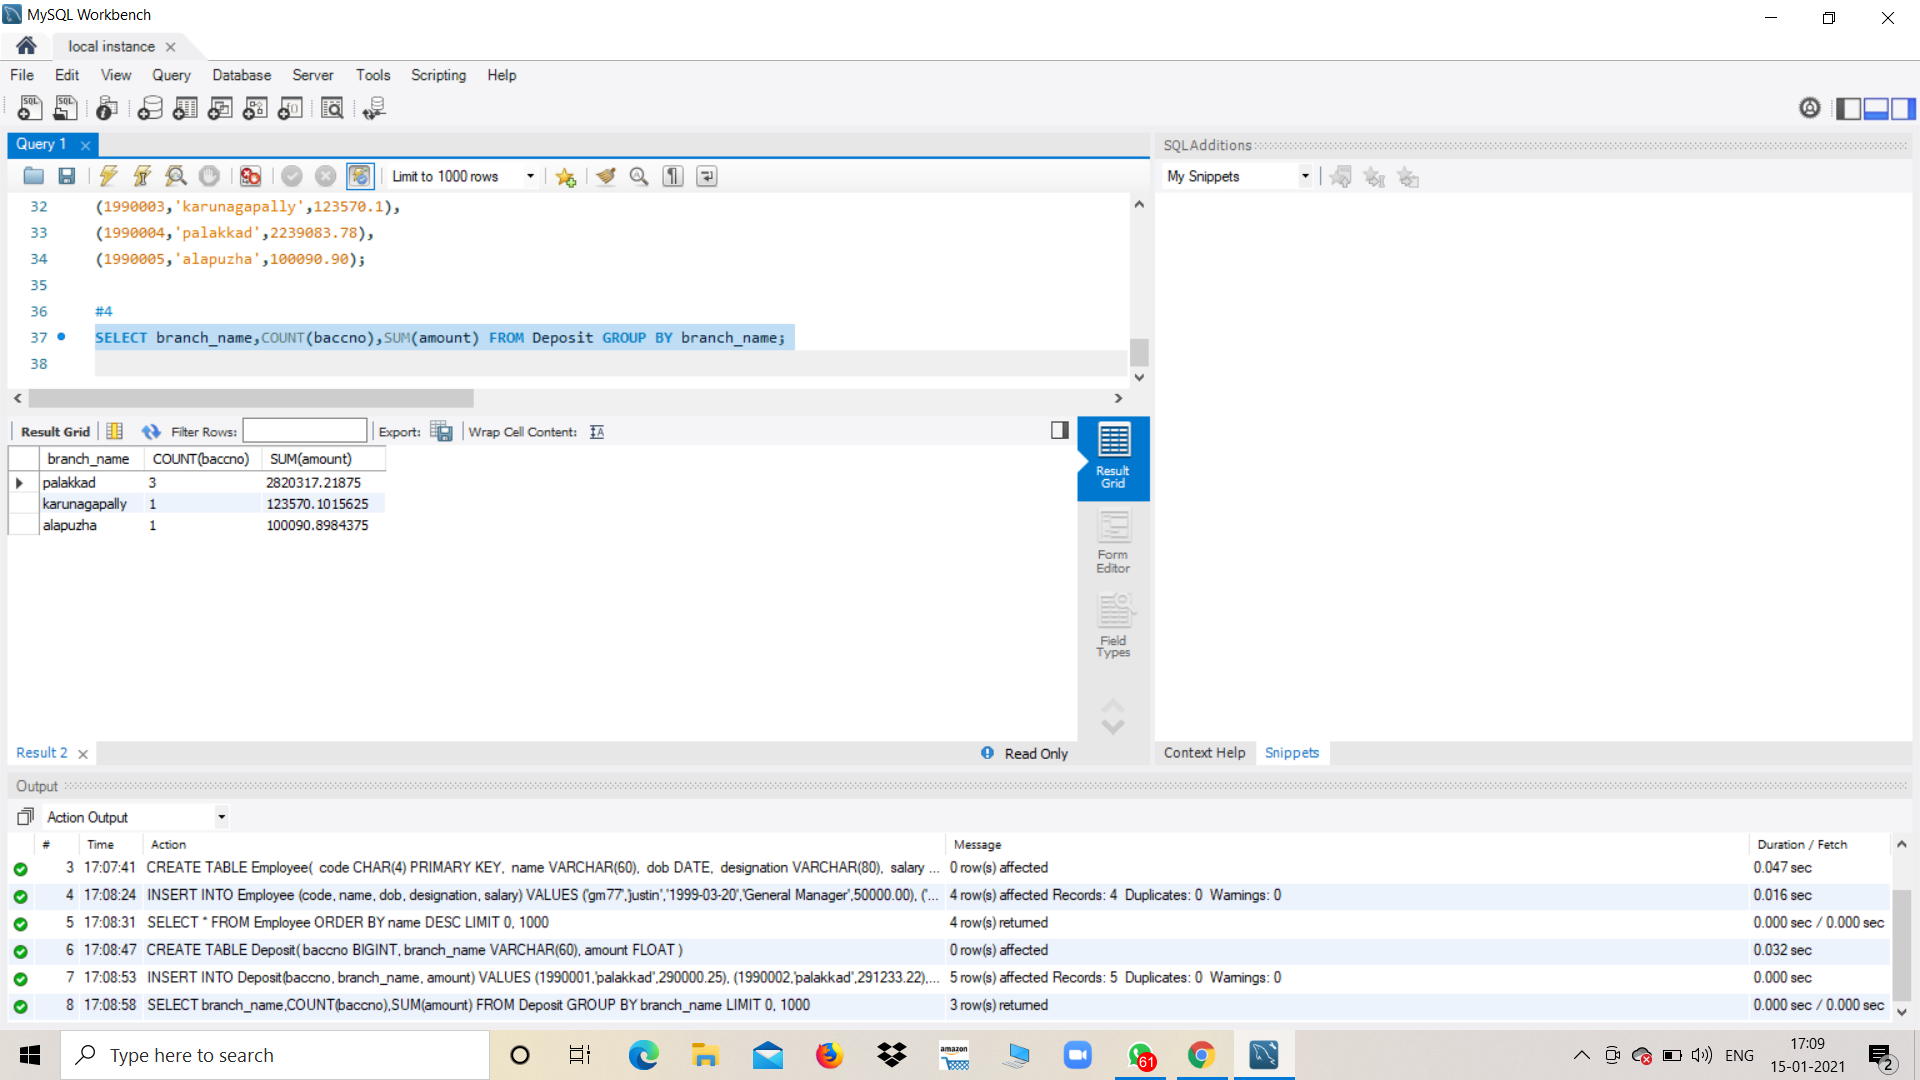 MySQL Workbench
local instance
File Edit View Query Database Server Tools Scripting Help
Query 1
SQLAdditions
Limit to 1000 rows
My Snippets
32 (1990003,'karunagapally',123570.1),
33 (1990004,'palakkad',2239083.78),
34 (1990005,'alapuzha',100090.90);
35
36 #4
37 SELECT branch_name,COUNT(baccno),SUM(amount) FROM Deposit GROUP BY branch_name;
38
Result Grid Filter Rows: Export: Wrap Cell Content:
branch_name COUNT(baccno) SUM(amount)
palakkad 3 2820317.21875
karunagapally 1 123570.1015625
alapuzha 1 100090.8984375
Result
Grid
Form
Editor
Field
Types
Result 2
Read Only
Context Help Snippets
Output
Action Output
# Time Action Message Duration / Fetch
3 17:07:41 CREATE TABLE Employee( code CHAR(4) PRIMARY KEY, name VARCHAR(60), dob DATE, designation VARCHAR(80), salary ... 0 row(s) affected 0.047 sec
4 17:08:24 INSERT INTO Employee (code, name, dob, designation, salary) VALUES ('gm77','justin','1999-03-20','General Manager',50000.00), ('... 4 row(s) affected Records: 4 Duplicates: 0 Warnings: 0 0.016 sec
5 17:08:31 SELECT * FROM Employee ORDER BY name DESC LIMIT 0, 1000 4 row(s) returned 0.000 sec / 0.000 sec
6 17:08:47 CREATE TABLE Deposit( baccno BIGINT, branch_name VARCHAR(60), amount FLOAT ) 0 row(s) affected 0.032 sec
7 17:08:53 INSERT INTO Deposit(baccno, branch_name, amount) VALUES (1990001,'palakkad',290000.25), (1990002,'palakkad',291233.22),... 5 row(s) affected Records: 5 Duplicates: 0 Warnings: 0 0.000 sec
8 17:08:58 SELECT branch_name,COUNT(baccno),SUM(amount) FROM Deposit GROUP BY branch_name LIMIT 0, 1000 3 row(s) returned 0.000 sec / 0.000 sec
Type here to search
amazon
61
ENG
17:09
15-01-2021
2